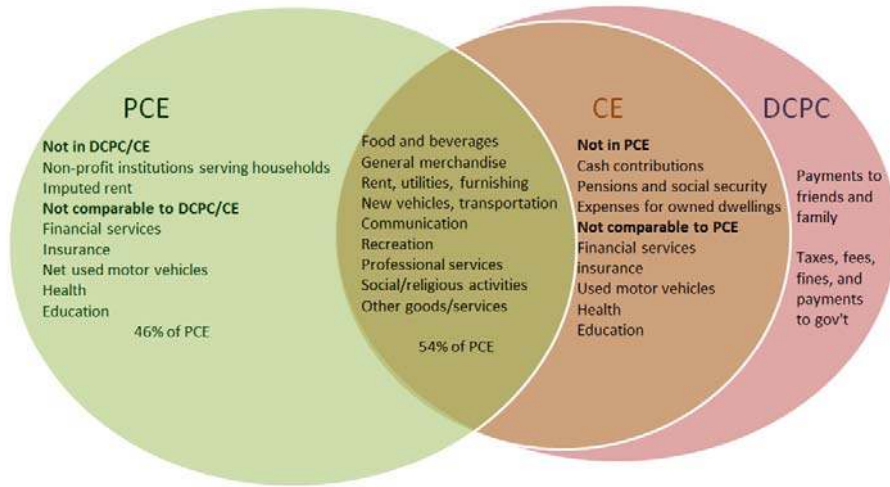 PCE
Not in DCPC/CE
Non-profit institutions serving households
Imputed rent
Not comparable to DCPC/CE
Financial services
Insurance
Net used motor vehicles
Health
Education
46% of PCE
Food and beverages
General merchandise
Rent, utilities, furnishing
New vehicles, transportation
Communication
Recreation
Professional services
Social/religious activities
Other goods/services
54% of PCE
CE
Not in PCE
Cash contributions
Pensions and social security
Expenses for owned dwellings
Not comparable to PCE
Financial services
insurance
Used motor vehicles
Health
Education
DCPC
Payments to
friends and
family
Taxes, fees,
fines, and
payments
to gov't